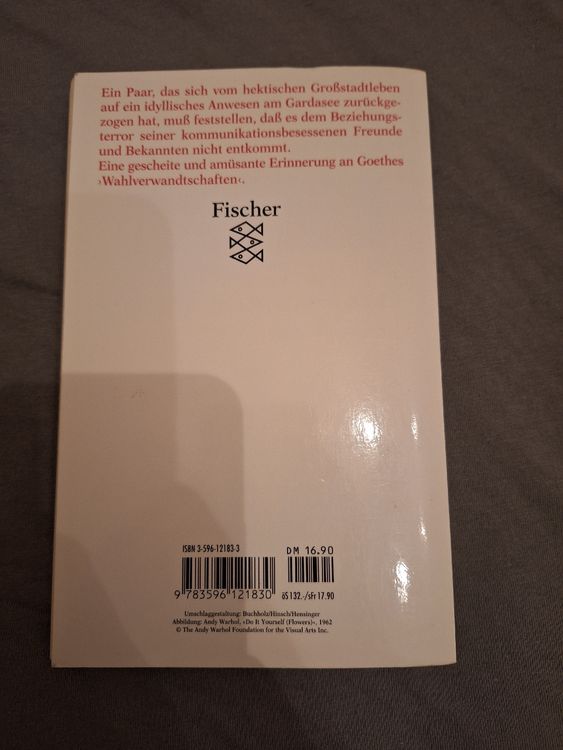 Ein Paar, das sich vom hektischen Großstadtleben
auf ein idyllisches Anwesen am Gardasee zurückge-
zogen hat, muß feststellen, daß es dem Beziehungs-
terror seiner kommunikationsbesessenen Freunde
und Bekannten nicht entkommt.
Eine gescheite und amüsante Erinnerung an Goethes
›Wahlverwandtschaften‹.
Fischer
ISBN 3-596-12183-3
DM 16.90
9 783596 121830
öS 132.-/sFr 17.90
Umschlaggestaltung: Buchholz/Hinsch/Hensinger
Abbildung: Andy Warhol, »Do It Yourself (Flowers)«, 1962
© The Andy Warhol Foundation for the Visual Arts Inc.